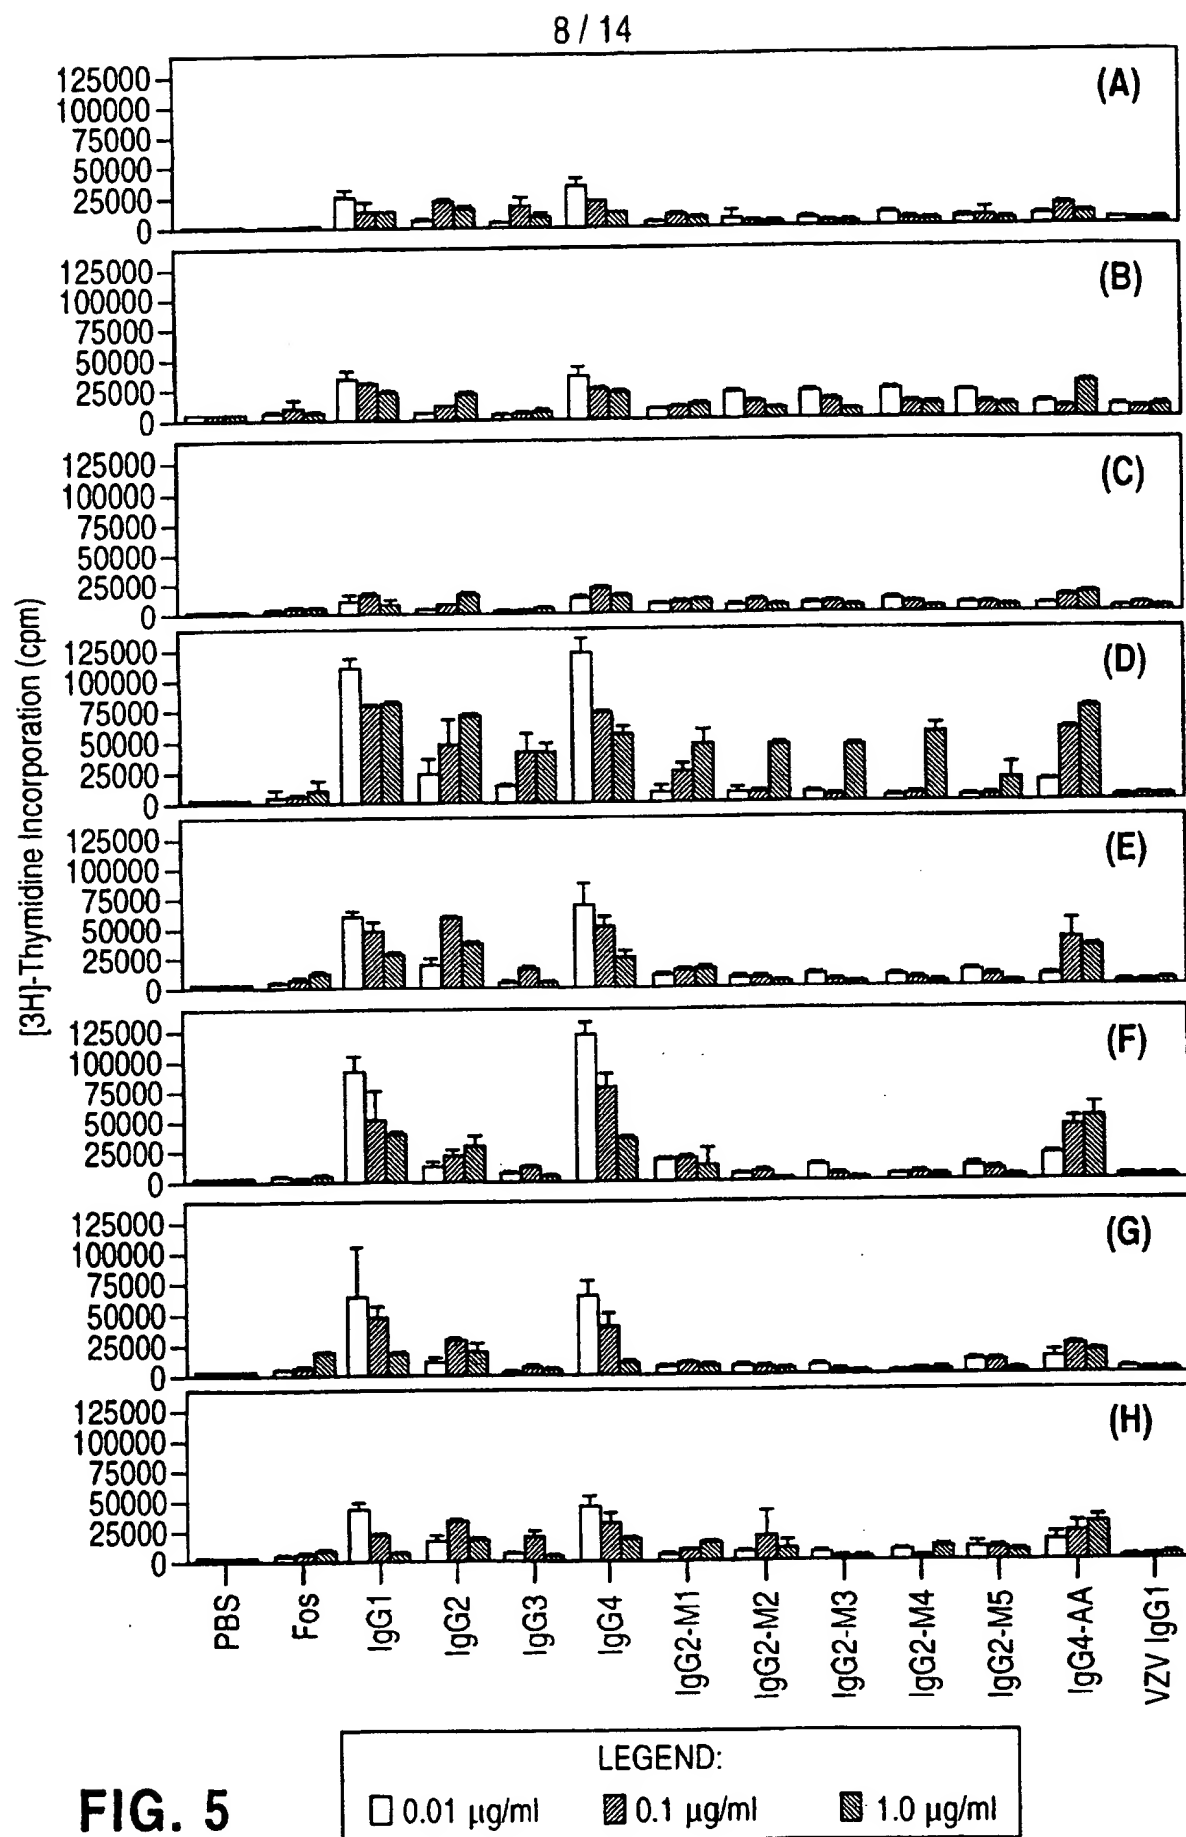 8 / 14
[3H]-Thymidine Incorporation (cpm)
125000
100000
75000
50000
25000
0
(A)
125000
100000
75000
50000
25000
0
(B)
125000
100000
75000
50000
25000
0
(C)
125000
100000
75000
50000
25000
0
(D)
125000
100000
75000
50000
25000
0
(E)
125000
100000
75000
50000
25000
0
(F)
125000
100000
75000
50000
25000
0
(G)
125000
100000
75000
50000
25000
0
(H)
PBS
Fos
IgG1
IgG2
IgG3
IgG4
IgG2-M1
IgG2-M2
IgG2-M3
IgG2-M4
IgG2-M5
IgG4-AA
VZV IgG1
LEGEND:
0.01 µg/ml 0.1 µg/ml 1.0 µg/ml
FIG. 5